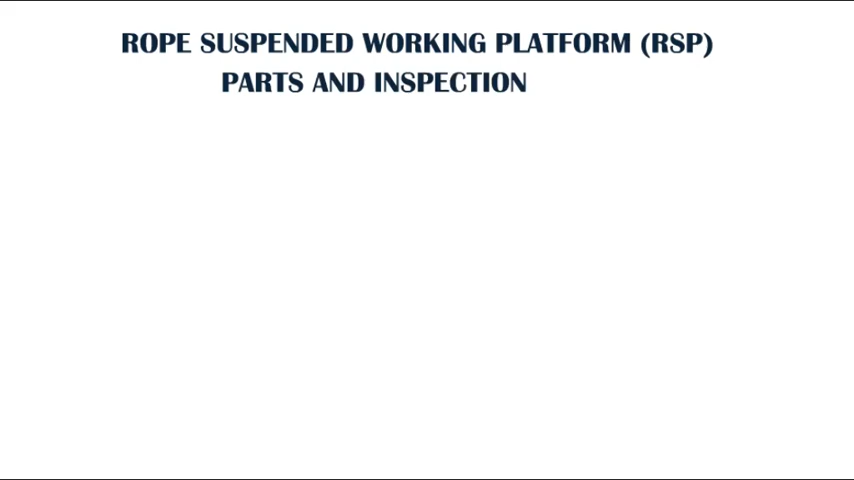 ROPE SUSPENDED WORKING PLATFORM (RSP)
PARTS AND INSPECTION